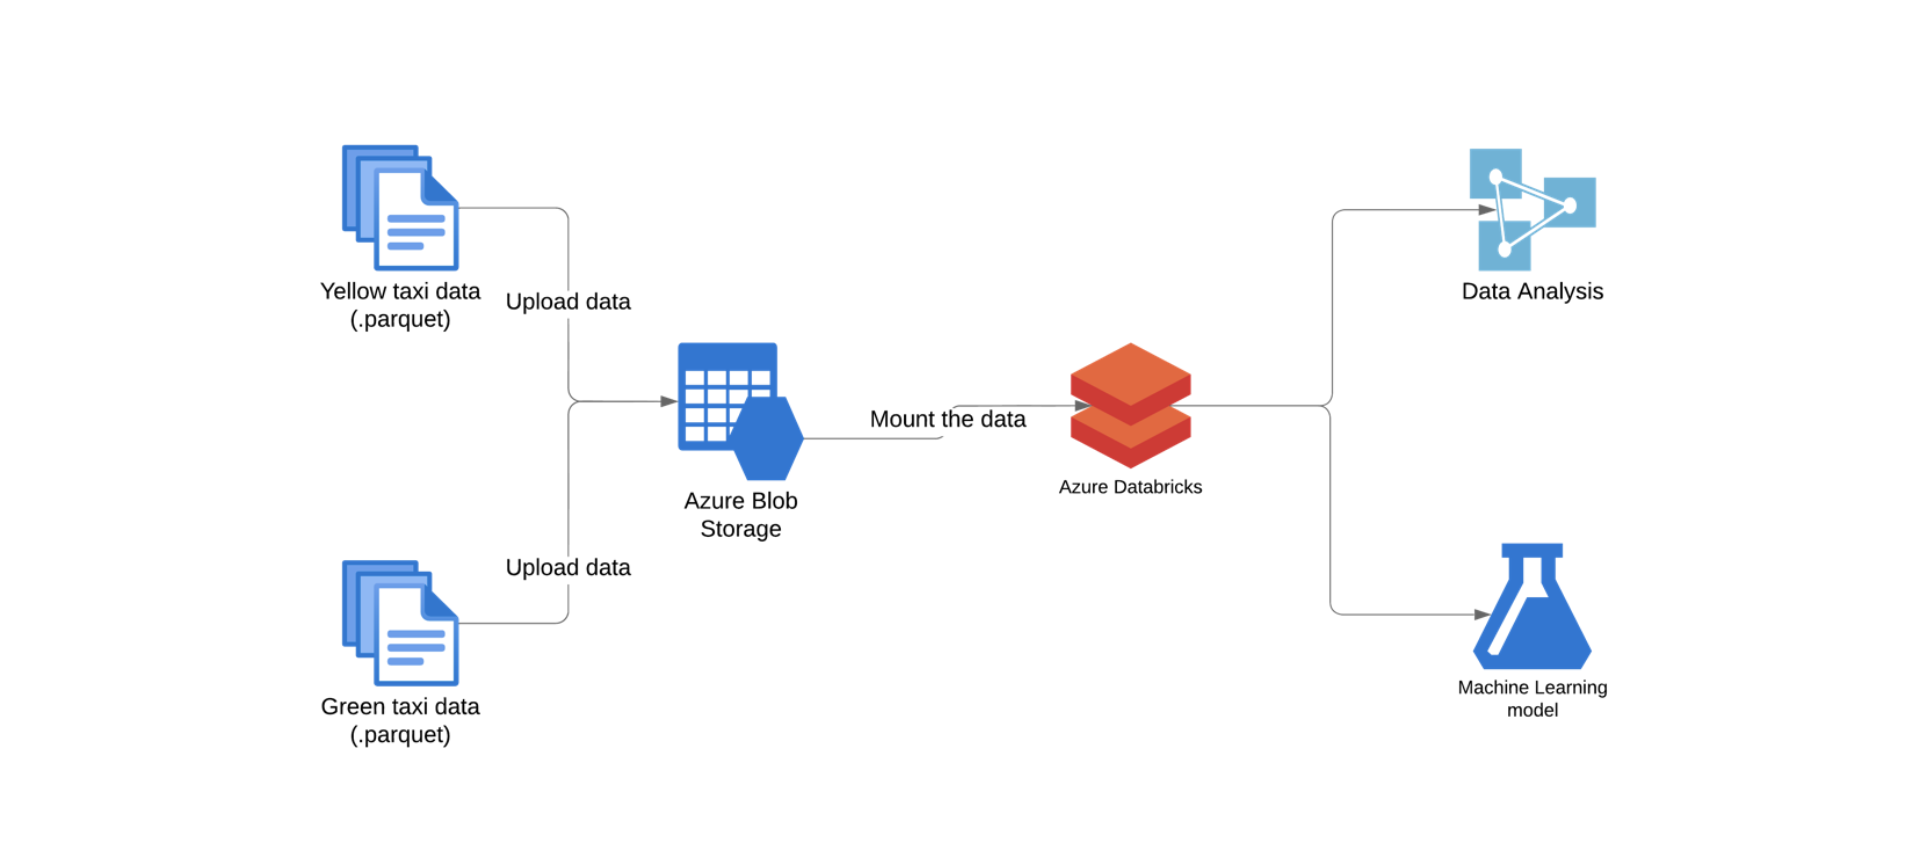 Yellow taxi data
(.parquet)
Upload data
Data Analysis
Mount the data
Azure Databricks
Azure Blob
Storage
Upload data
Green taxi data
(.parquet)
Machine Learning
model